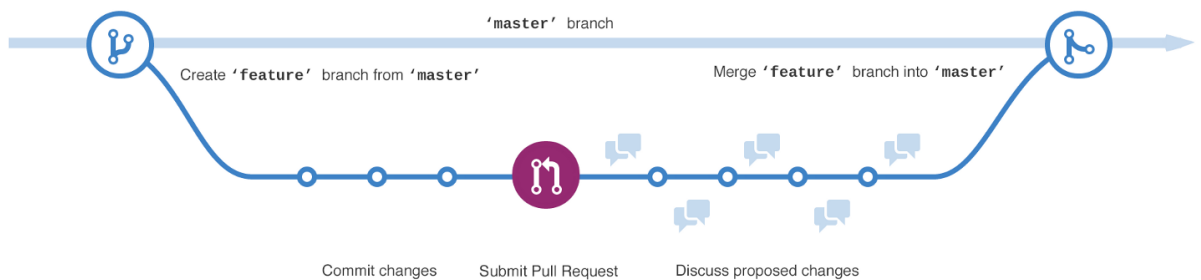 ‘master’ branch
Create ‘feature’ branch from ‘master’
Merge ‘feature’ branch into ‘master’
Commit changes
Submit Pull Request
Discuss proposed changes